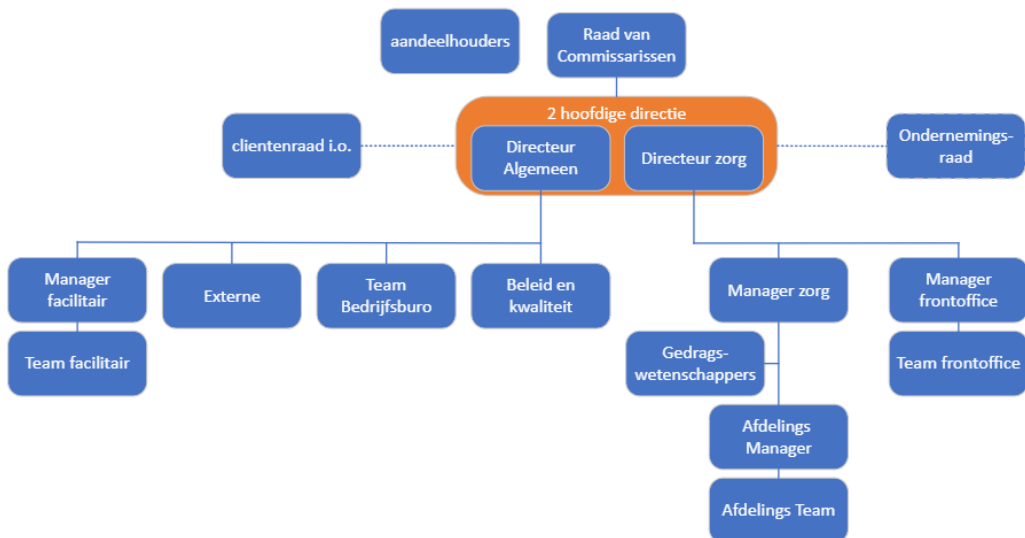 aandeelhouders
Raad van
Commissarissen
2 hoofdige directie
clientenraad i.o.
Directeur
Algemeen
Directeur zorg
Ondernemings-
raad
Manager
facilitair
Externe
Team
Bedrijfsburo
Beleid en
kwaliteit
Manager zorg
Manager
frontoffice
Team facilitair
Gedrags-
wetenschappers
Team frontoffice
Afdelings
Manager
Afdelings Team